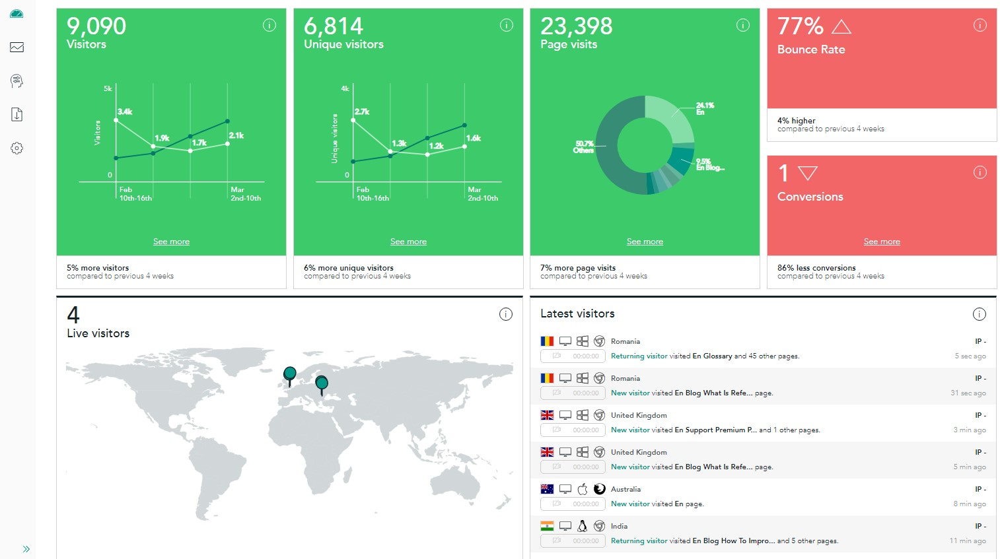 9,090
Visitors
5k
3.4k
1.9k
1.7k
2.1k
Visitors
0
Feb
10th-16th
Mar
2nd-10th
See more
5% more visitors
compared to previous 4 weeks
6,814
Unique visitors
4k
2.7k
1.3k
1.2k
1.6k
Unique visitors
0
Feb
10th-16th
Mar
2nd-10th
See more
6% more unique visitors
compared to previous 4 weeks
23,398
Page visits
24.1%
En
50.7%
Others
9.5%
En Blog...
See more
7% more page visits
compared to previous 4 weeks
77%
Bounce Rate
4% higher
compared to previous 4 weeks
1
Conversions
See more
86% less conversions
compared to previous 4 weeks
4
Live visitors
Latest visitors
Romania IP -
00:00:00 Returning visitor visited En Glossary and 45 other pages. 5 sec ago
Romania IP -
00:00:00 New visitor visited En Blog What Is Refe... page. 31 sec ago
United Kingdom IP -
00:00:00 New visitor visited En Support Premium P... and 1 other pages. 3 min ago
United Kingdom IP -
00:00:00 New visitor visited En Blog What Is Refe... page. 5 min ago
Australia IP -
00:00:00 New visitor visited En page. 8 min ago
India IP -
00:00:00 Returning visitor visited En Blog How To Impro... and 5 other pages. 11 min ago